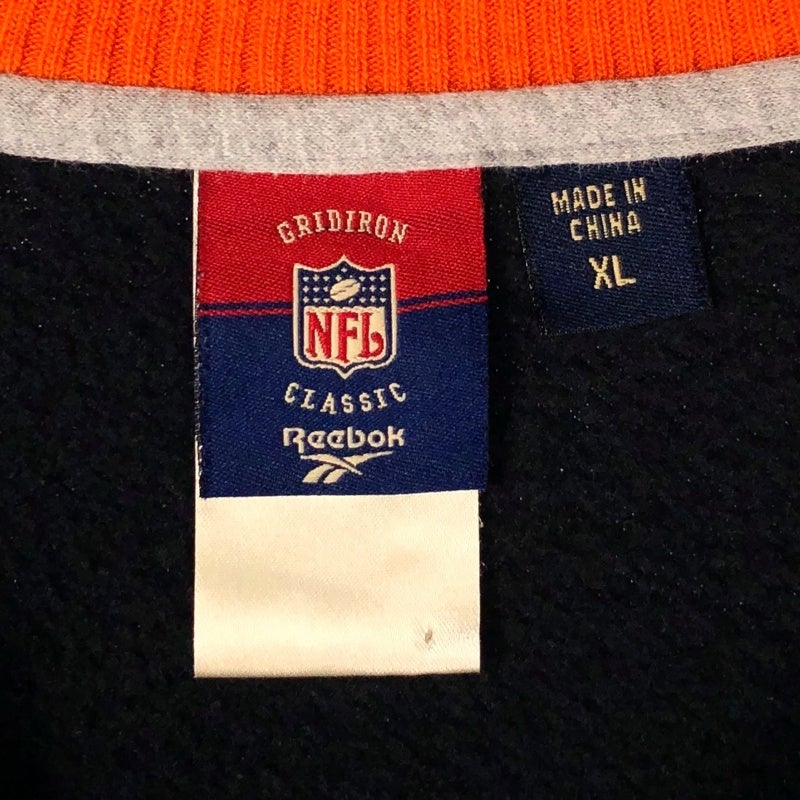 GRIDIRON
NFL
CLASSIC
Reebok
MADE IN
CHINA
XL